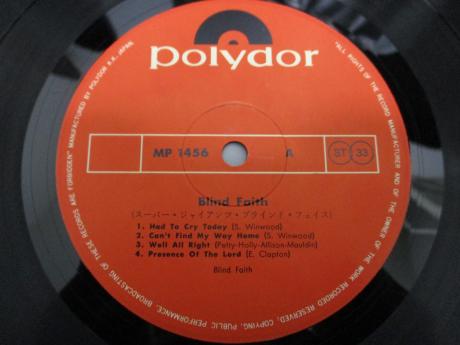 polydor
MP 1456 A ST 33
Blind Faith
(スーパー・ジャイアンツ・ブラインド・フェイス)
1. Had To Cry Today (S. Winwood)
2. Can't Find My Way Home (S. Winwood)
3. Well All Right (Petty-Holly-Allison-Mauldin)
4. Presence Of The Lord (E. Clapton)
Blind Faith
"ALL RIGHTS OF THE RECORD MANUFACTURER AND OF THE OWNER OF THE WORK RECORDED RESERVED, COPYING, PUBLIC PERFORMANCE, BROADCASTING OF THESE RECORDS ARE FORBIDDEN" MANUFACTURED BY POLYDOR K.K. JAPAN.